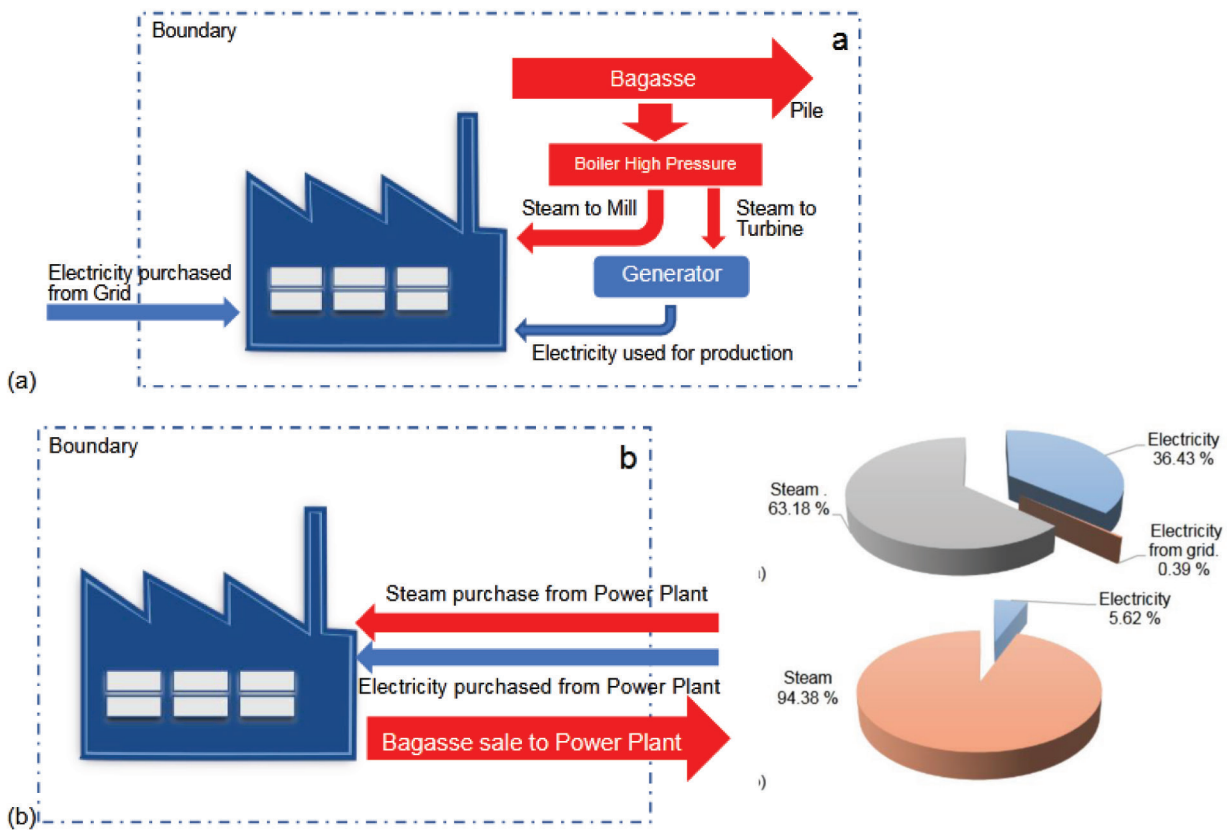 Boundary
a
Bagasse
Pile
Boiler High Pressure
Steam to Mill
Steam to
Turbine
Generator
Electricity purchased
from Grid
Electricity used for production
(a)
Boundary
b
Steam purchase from Power Plant
Electricity purchased from Power Plant
Bagasse sale to Power Plant
(b)
Electricity
36.43 %
Steam .
63.18 %
Electricity
from grid.
0.39 %
Electricity
5.62 %
Steam
94.38 %